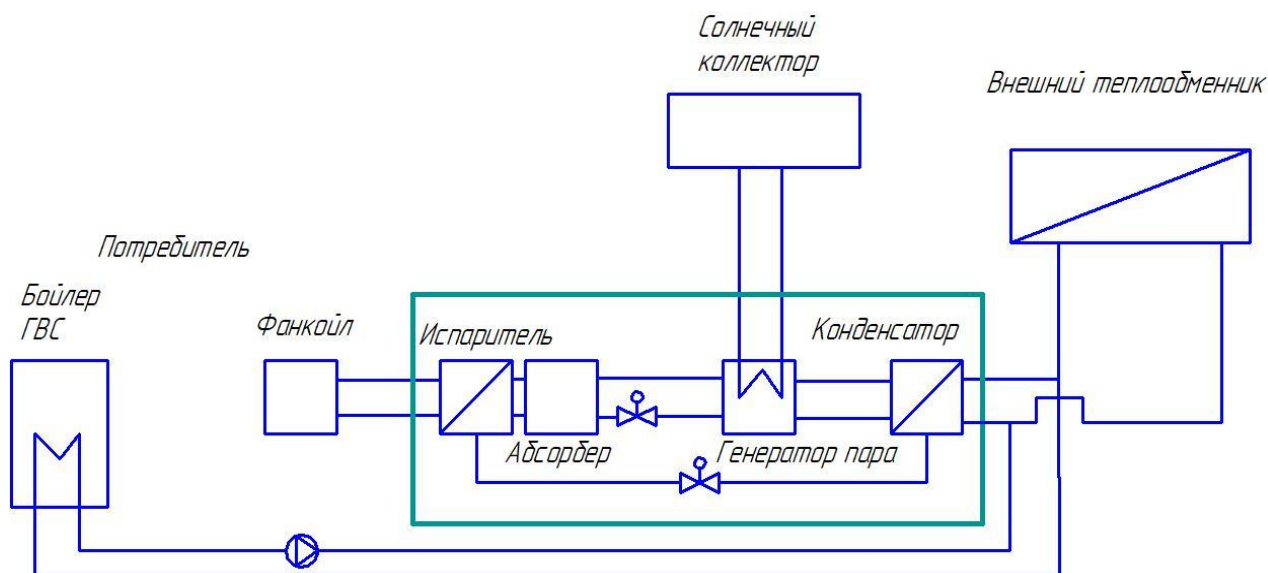 Солнечный
коллектор
Внешний теплообменник
Потребитель
Бойлер
ГВС
Фанкойл
Испаритель
Конденсатор
Абсорбер
Генератор пара